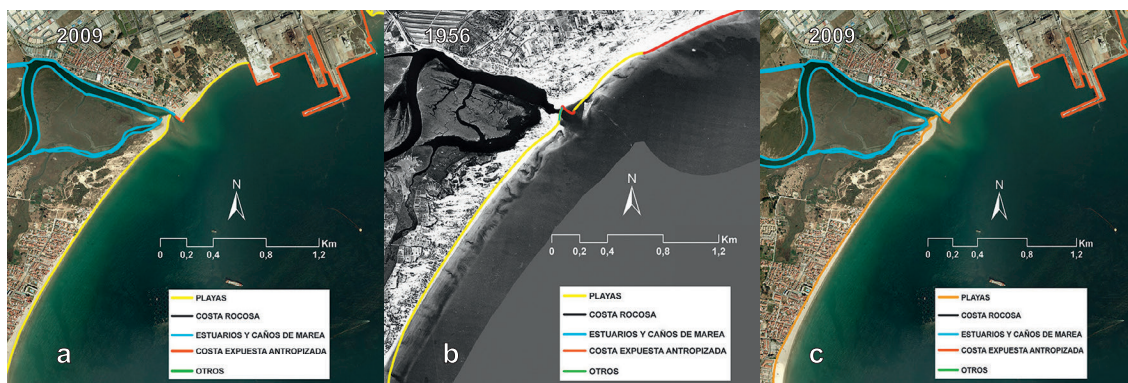 2009
N
Km
0 0,2 0,4 0,8 1,2
PLAYAS
COSTA ROCOSA
ESTUARIOS Y CAÑOS DE MAREA
COSTA EXPUESTA ANTROPIZADA
OTROS
a
1956
N
Km
0 0,2 0,4 0,8 1,2
PLAYAS
COSTA ROCOSA
ESTUARIOS Y CAÑOS DE MAREA
COSTA EXPUESTA ANTROPIZADA
OTROS
b
2009
N
Km
0 0,2 0,4 0,8 1,2
PLAYAS
COSTA ROCOSA
ESTUARIOS Y CAÑOS DE MAREA
COSTA EXPUESTA ANTROPIZADA
OTROS
c